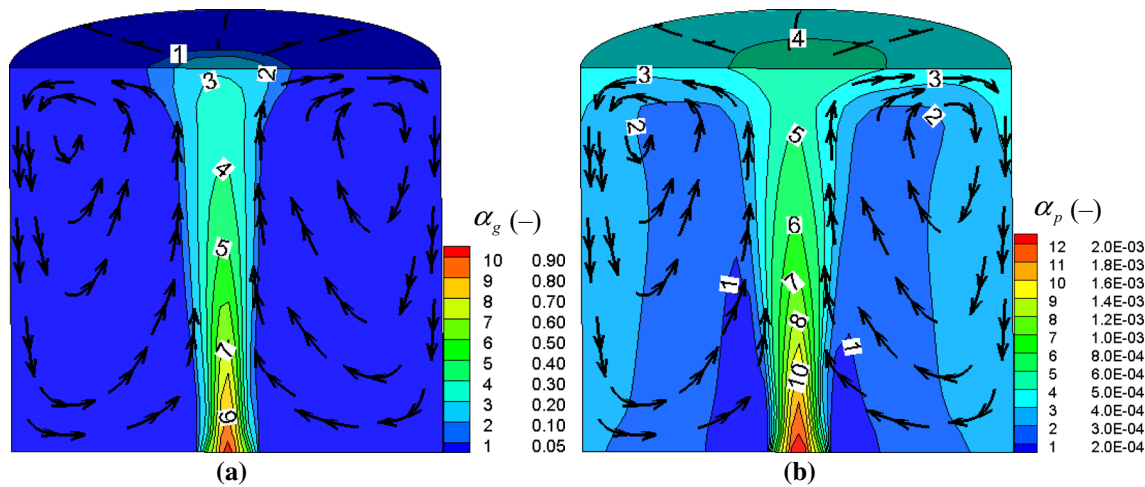 1
2
3
4
5
7
9
α_g (–)
10 0.90
9 0.80
8 0.70
7 0.60
6 0.50
5 0.40
4 0.30
3 0.20
2 0.10
1 0.05
(a)
4
3
3
2
2
5
6
7
1
8
1
10
α_p (–)
12 2.0E-03
11 1.8E-03
10 1.6E-03
9 1.4E-03
8 1.2E-03
7 1.0E-03
6 8.0E-04
5 6.0E-04
4 5.0E-04
3 4.0E-04
2 3.0E-04
1 2.0E-04
(b)